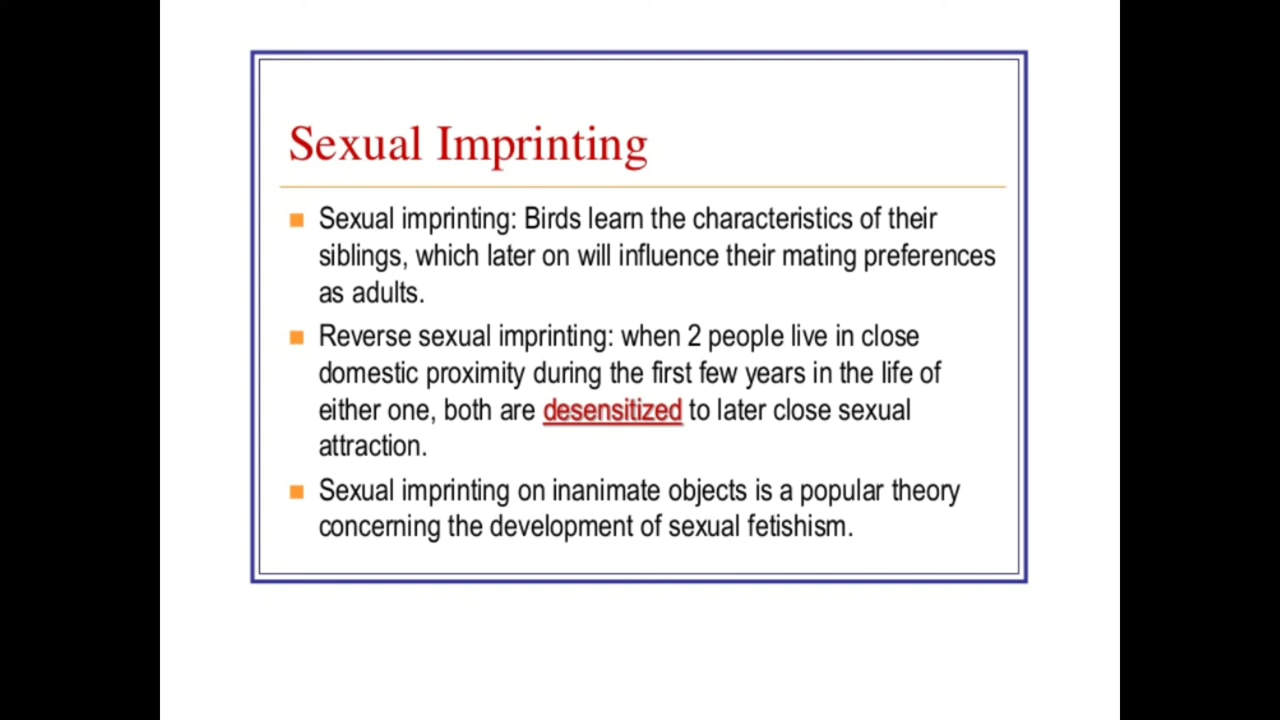 Sexual Imprinting
Sexual imprinting: Birds learn the characteristics of their
siblings, which later on will influence their mating preferences
as adults.
Reverse sexual imprinting: when 2 people live in close
domestic proximity during the first few years in the life of
either one, both are desensitized to later close sexual
attraction.
Sexual imprinting on inanimate objects is a popular theory
concerning the development of sexual fetishism.